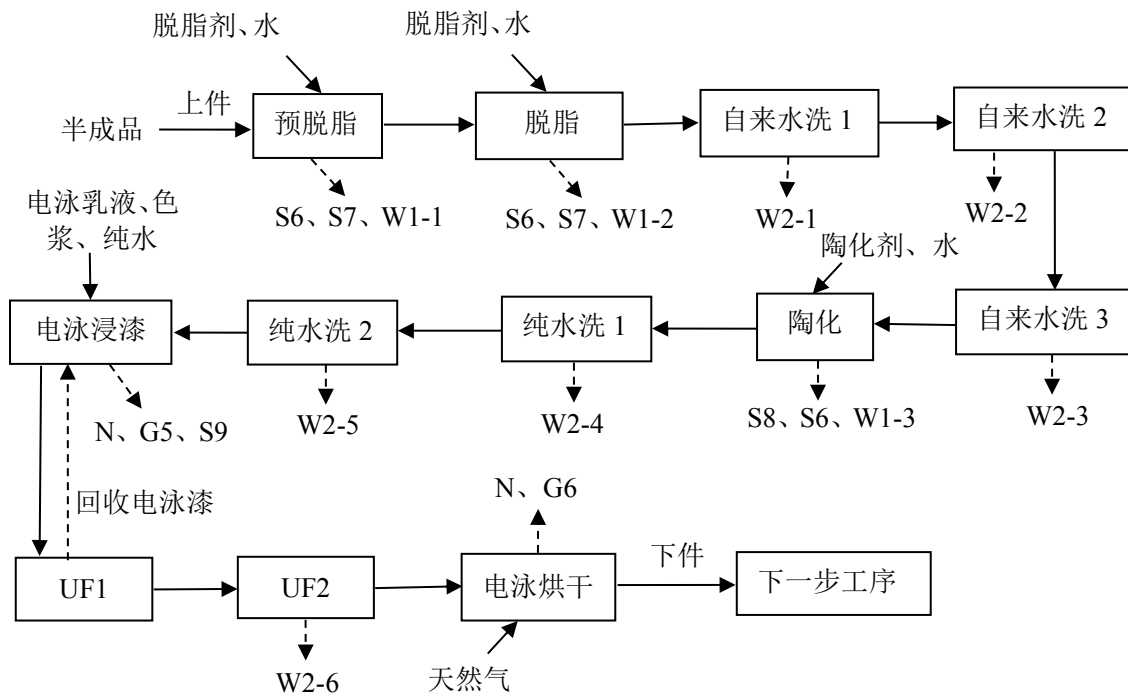 脱脂剂、水
脱脂剂、水
半成品
上件
预脱脂
脱脂
自来水洗 1
自来水洗 2
S6、S7、W1-1
S6、S7、W1-2
W2-1
W2-2
电泳乳液、色
浆、纯水
陶化剂、水
电泳浸漆
纯水洗 2
纯水洗 1
陶化
自来水洗 3
N、G5、S9
W2-5
W2-4
S8、S6、W1-3
W2-3
回收电泳漆
N、G6
UF1
UF2
电泳烘干
下件
下一步工序
W2-6
天然气